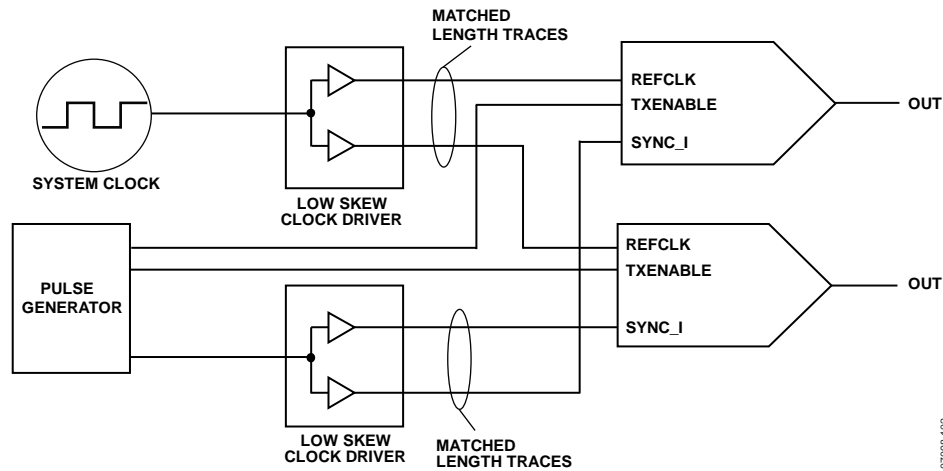 MATCHED
LENGTH TRACES
REFCLK
TXENABLE
SYNC_I
OUT
SYSTEM CLOCK
LOW SKEW
CLOCK DRIVER
PULSE
GENERATOR
REFCLK
TXENABLE
SYNC_I
OUT
LOW SKEW
CLOCK DRIVER
MATCHED
LENGTH TRACES